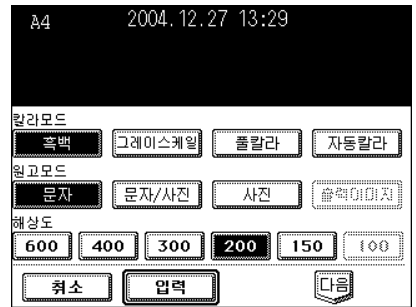 A4 2004.12.27 13:29
칼라모드
흑백 그레이스케일 풀칼라 자동칼라
원고모드
문자 문자/사진 사진 출력이미지
해상도
600 400 300 200 150 100
취소 입력 다음